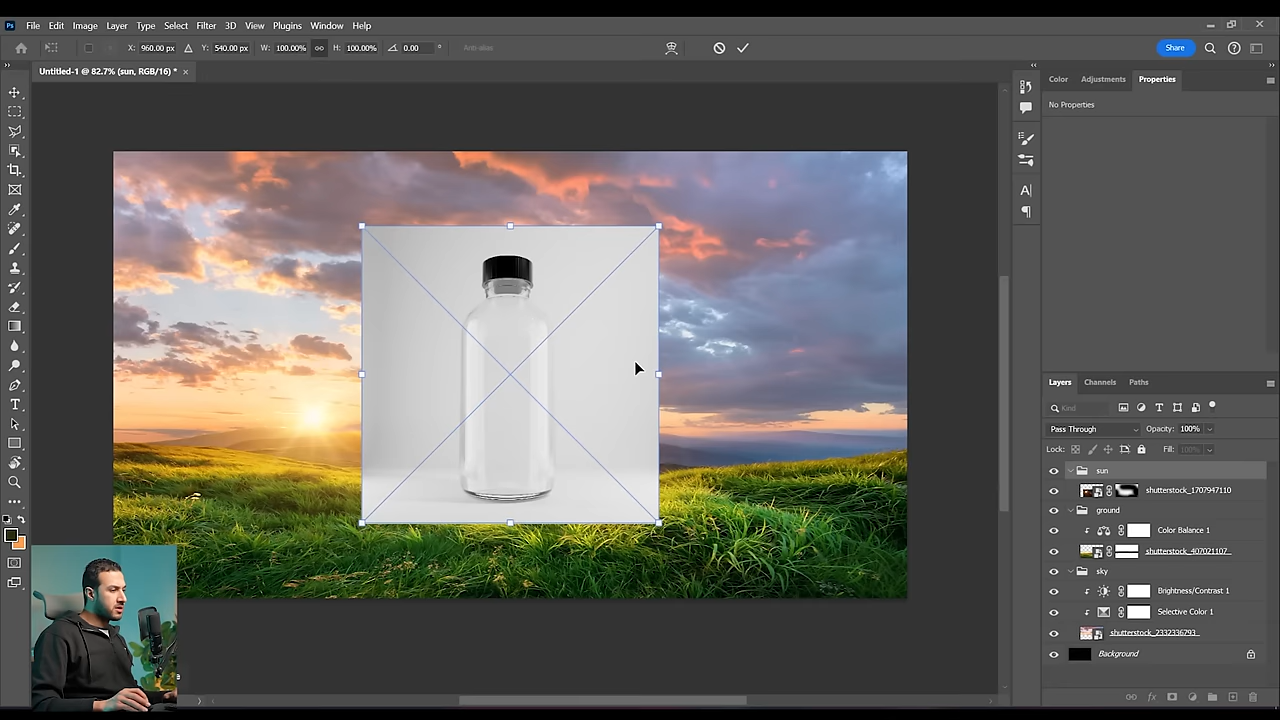 Ps File Edit Image Layer Type Select Filter 3D View Plugins Window Help
X: 960.00 px Y: 540.00 px W: 100.00% H: 100.00% 0.00 ° Anti-alias Share
Untitled-1 @ 82.7% (sun, RGB/16) *
Color Adjustments Properties
No Properties
Layers Channels Paths
Kind
Pass Through Opacity: 100%
Lock: Fill: 100%
sun
shutterstock_1707947110
ground
Color Balance 1
shutterstock_407021107
sky
Brightness/Contrast 1
Selective Color 1
shutterstock_2332336793
Background